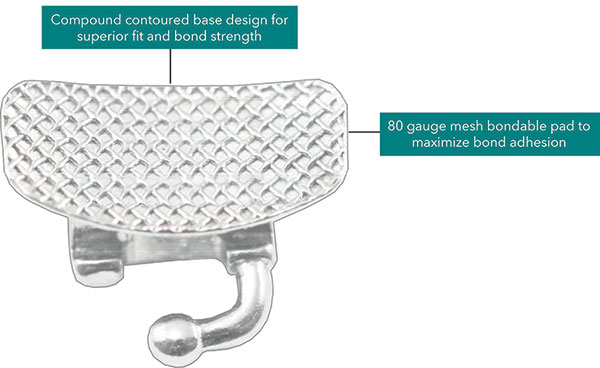 Compound contoured base design for
superior fit and bond strength
80 gauge mesh bondable pad to
maximize bond adhesion